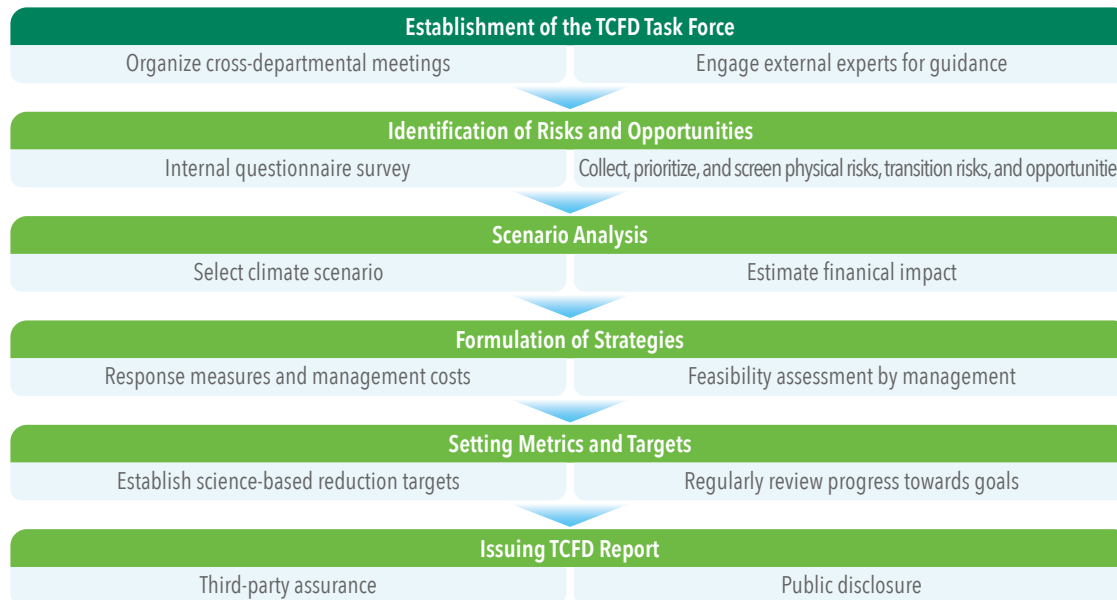 Establishment of the TCFD Task Force
Organize cross-departmental meetings
Engage external experts for guidance
Identification of Risks and Opportunities
Internal questionnaire survey
Collect, prioritize, and screen physical risks, transition risks, and opportunitie
Scenario Analysis
Select climate scenario
Estimate finanical impact
Formulation of Strategies
Response measures and management costs
Feasibility assessment by management
Setting Metrics and Targets
Establish science-based reduction targets
Regularly review progress towards goals
Issuing TCFD Report
Third-party assurance
Public disclosure